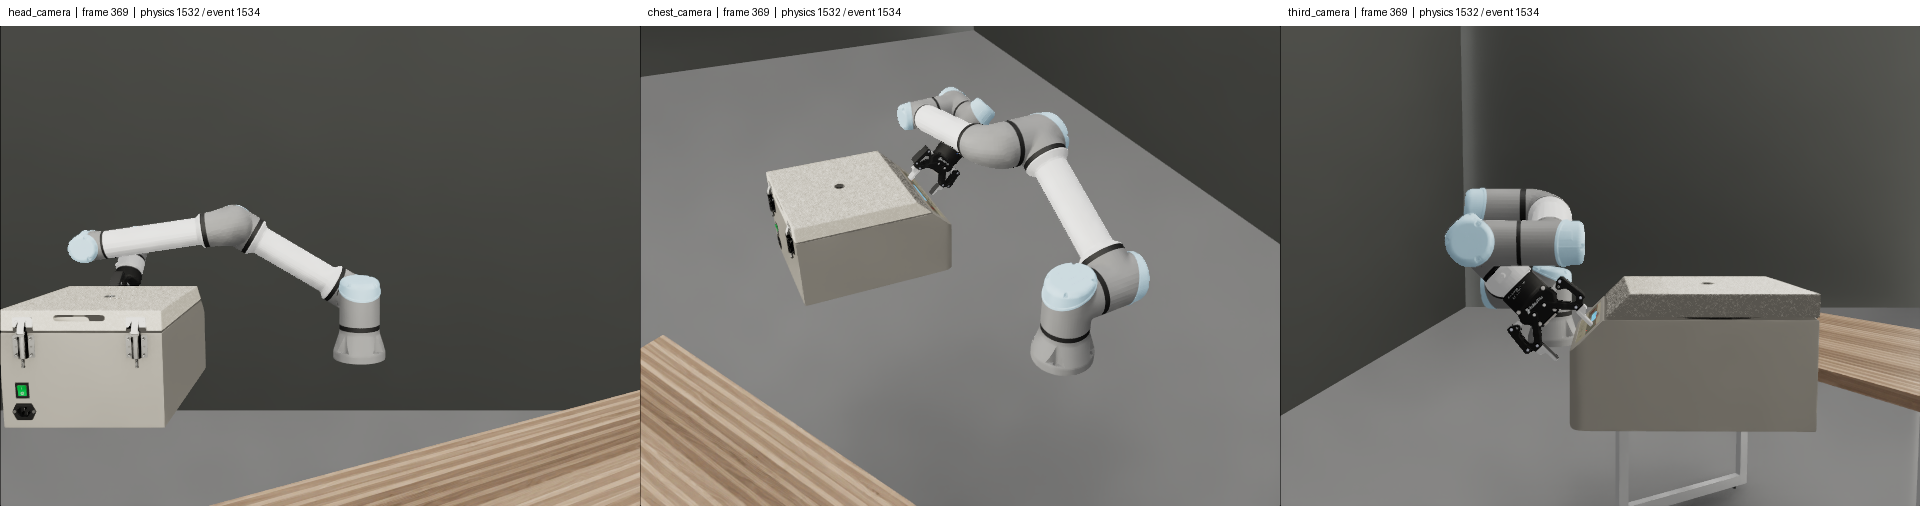 head_camera | frame 369 | physics 1532 / event 1534
chest_camera | frame 369 | physics 1532 / event 1534
third_camera | frame 369 | physics 1532 / event 1534